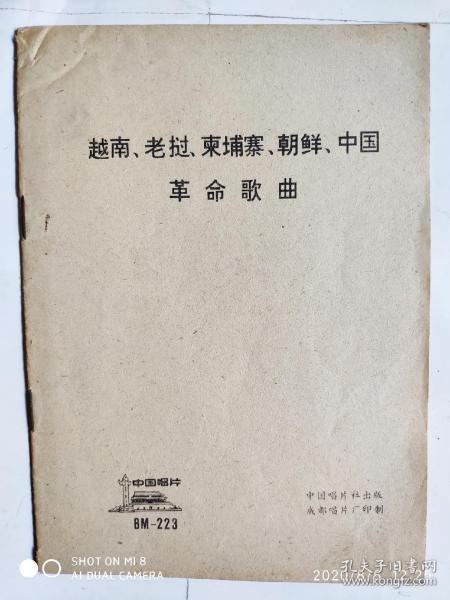 越南、老挝、柬埔寨、朝鲜、中国
革命歌曲
中国唱片
BM-223
中国唱片社出版
成都唱片厂印制
SHOT ON MI 8
AI DUAL CAMERA
孔夫子旧书网